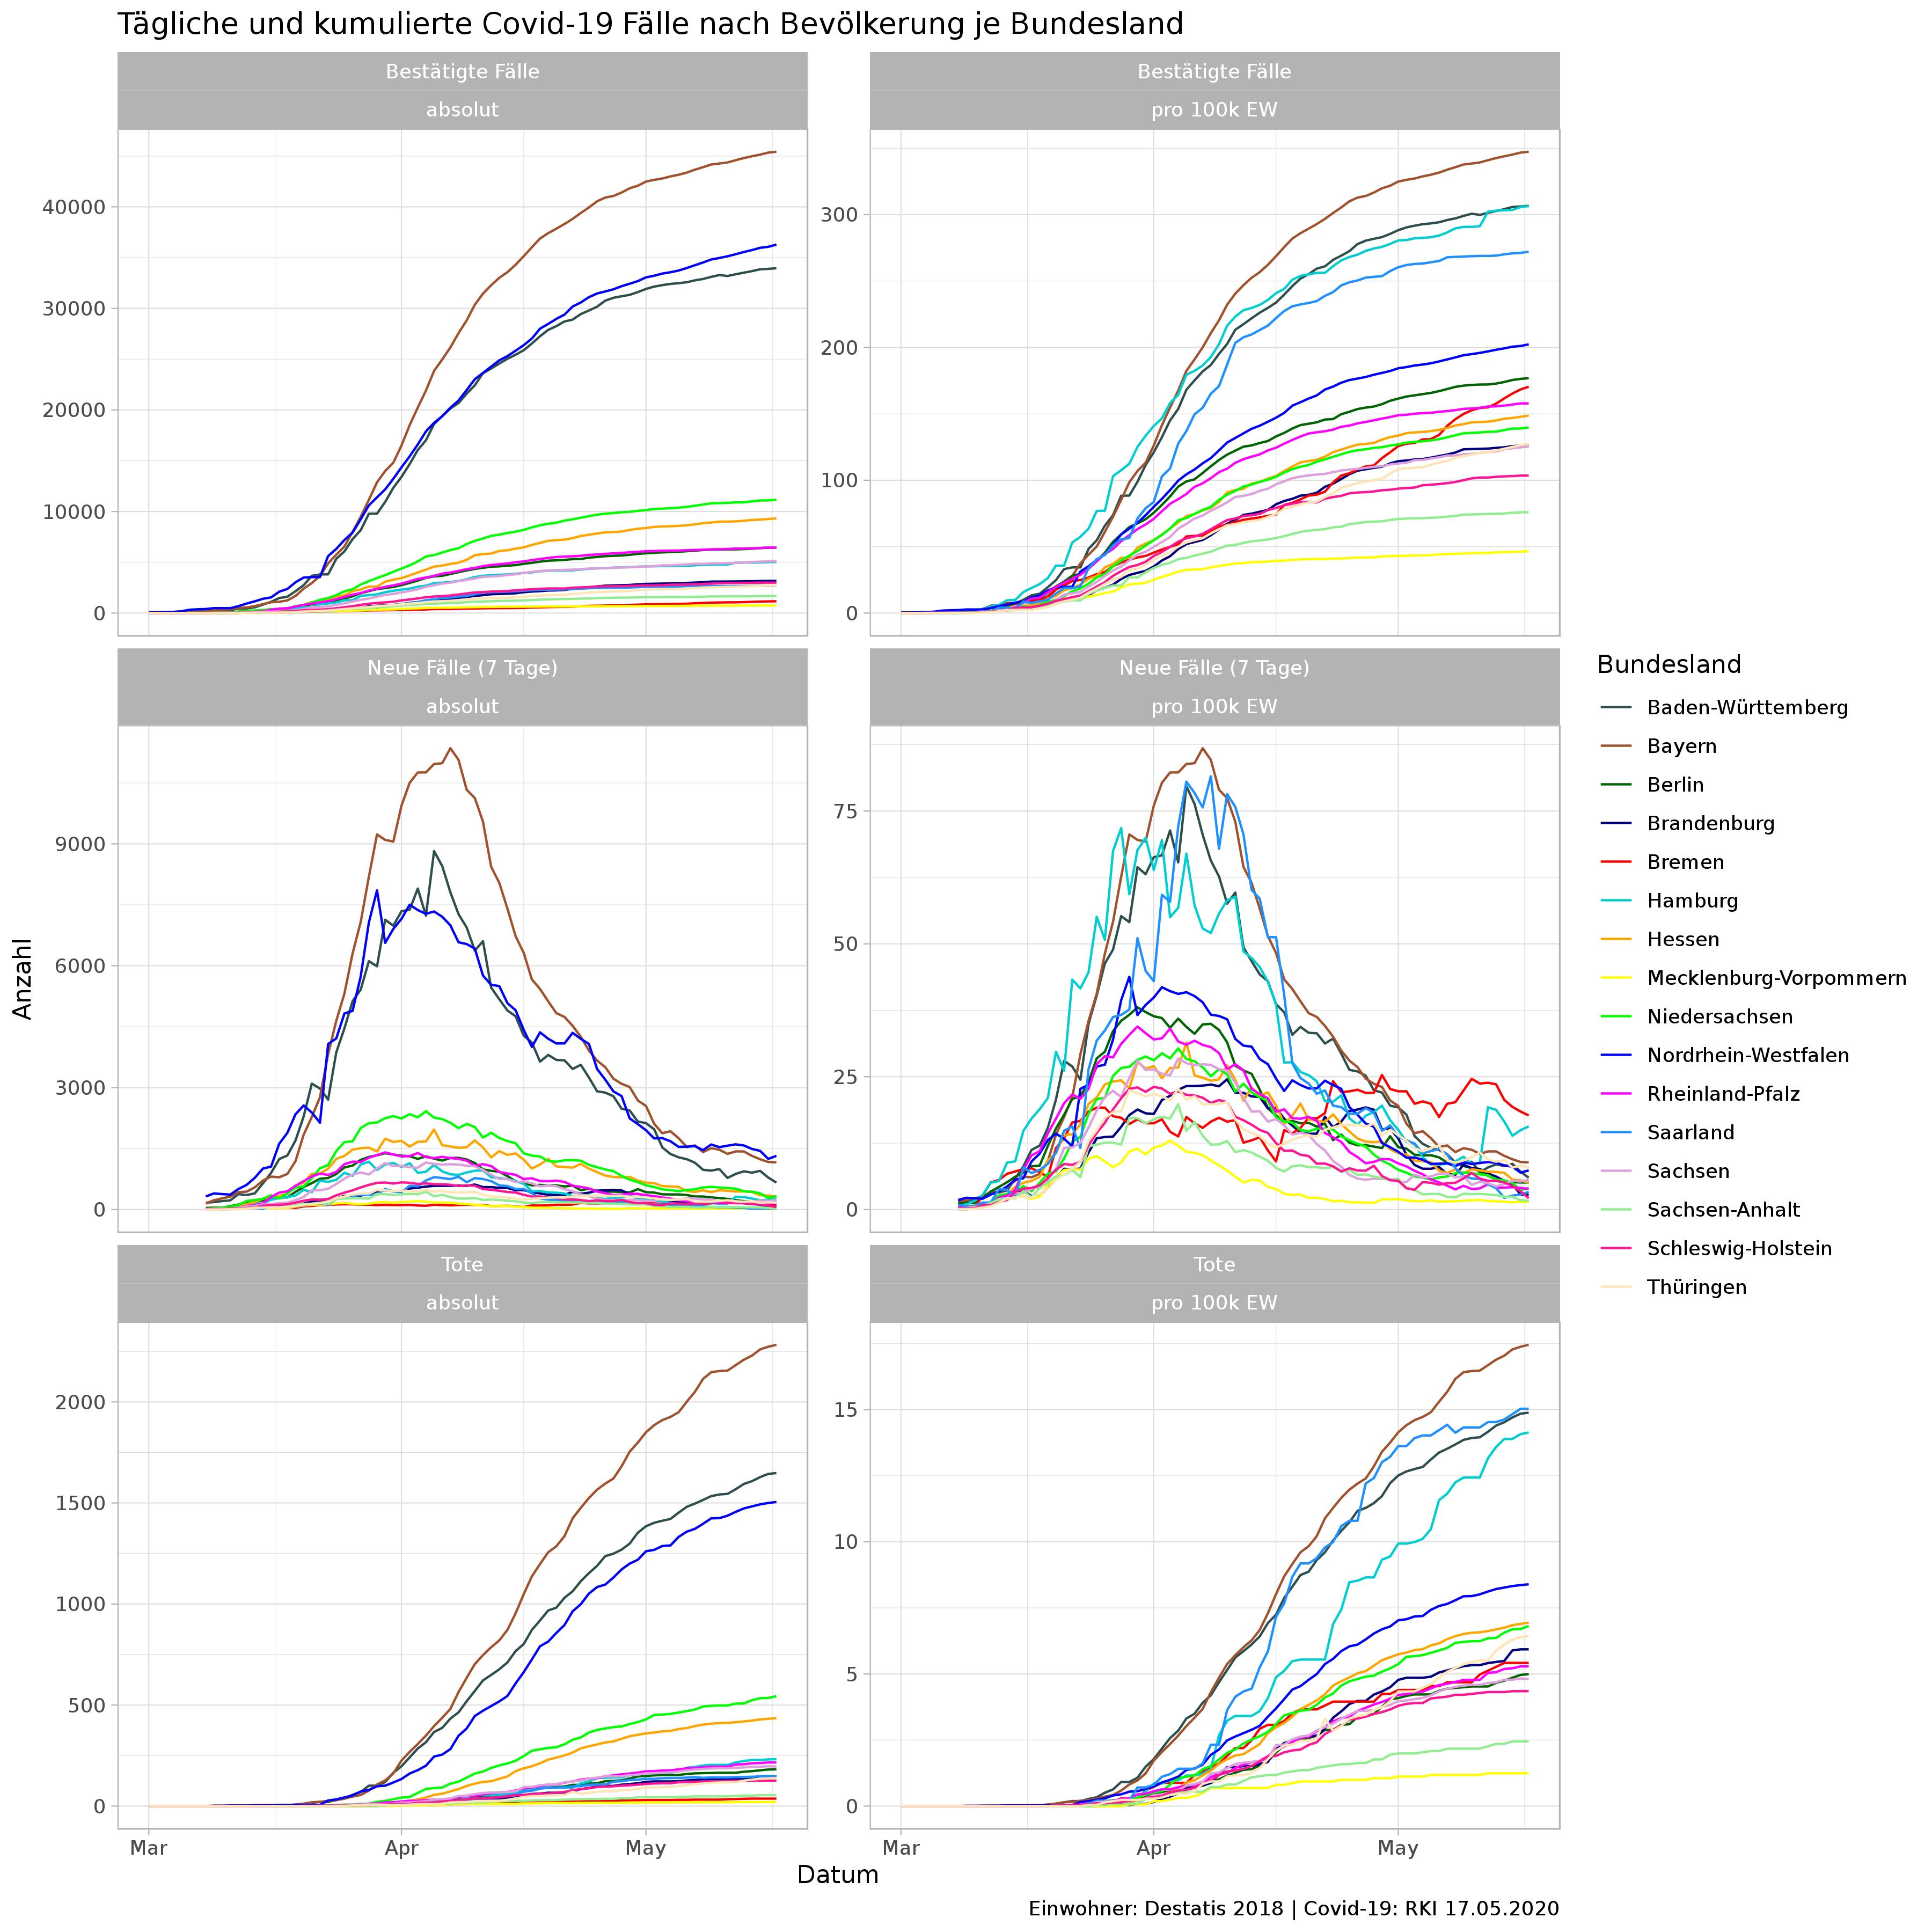 Tägliche und kumulierte Covid-19 Fälle nach Bevölkerung je Bundesland
Bestätigte Fälle
absolut
Bestätigte Fälle
pro 100k EW
40000
30000
20000
10000
0
300
200
100
0
Neue Fälle (7 Tage)
absolut
Neue Fälle (7 Tage)
pro 100k EW
9000
6000
3000
0
75
50
25
0
Tote
absolut
Tote
pro 100k EW
2000
1500
1000
500
0
15
10
5
0
Mar
Apr
May
Mar
Apr
May
Anzahl
Datum
Bundesland
Baden-Württemberg
Bayern
Berlin
Brandenburg
Bremen
Hamburg
Hessen
Mecklenburg-Vorpommern
Niedersachsen
Nordrhein-Westfalen
Rheinland-Pfalz
Saarland
Sachsen
Sachsen-Anhalt
Schleswig-Holstein
Thüringen
Einwohner: Destatis 2018 | Covid-19: RKI 17.05.2020